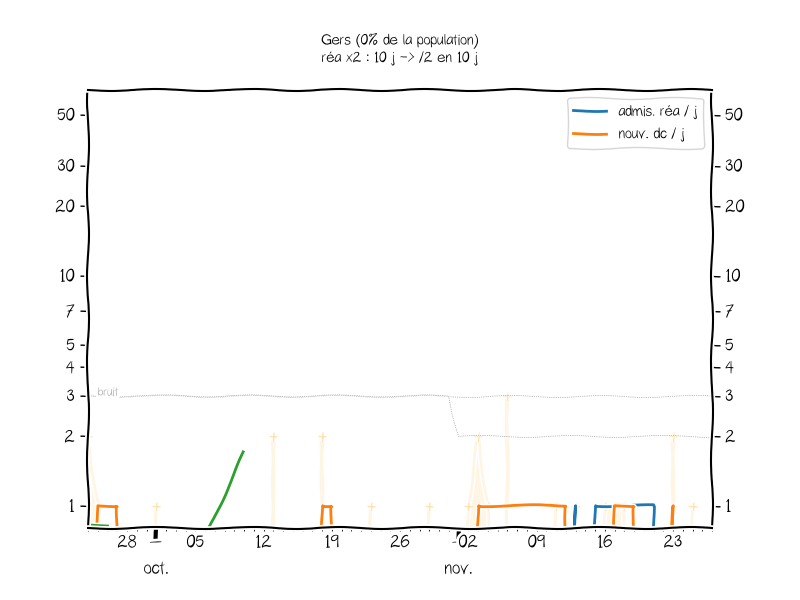 Gers (0% de la population)
réa x2 : 10 j -> /2 en 10 j
admis. réa / j
nouv. dc / j
50 50
30 30
20 20
10 10
7 7
5 5
4 4
3 bruit 3
2 2
1 1
28 05 12 19 26 02 09 16 23
oct. nov.